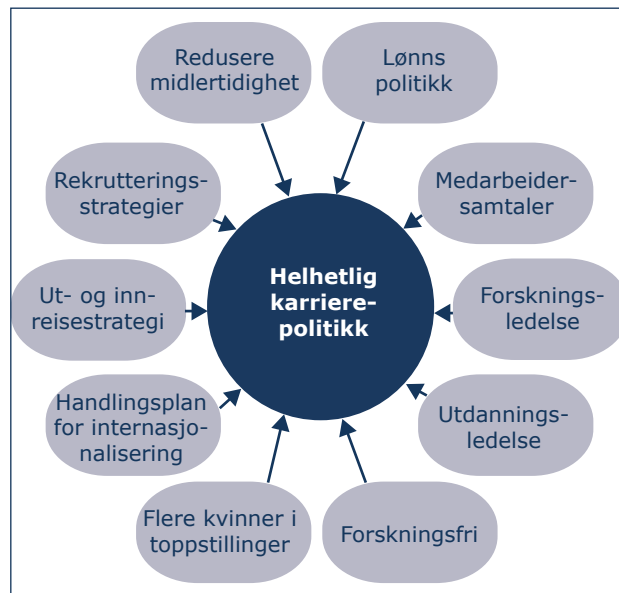 Redusere
midlertidighet
Lønns
politikk
Rekrutterings-
strategier
Medarbeider-
samtaler
Ut- og inn-
reisestrategi
Helhetlig
karriere-
politikk
Forsknings-
ledelse
Handlingsplan
for internasjo-
nalisering
Utdannings-
ledelse
Flere kvinner i
toppstillinger
Forskningsfri